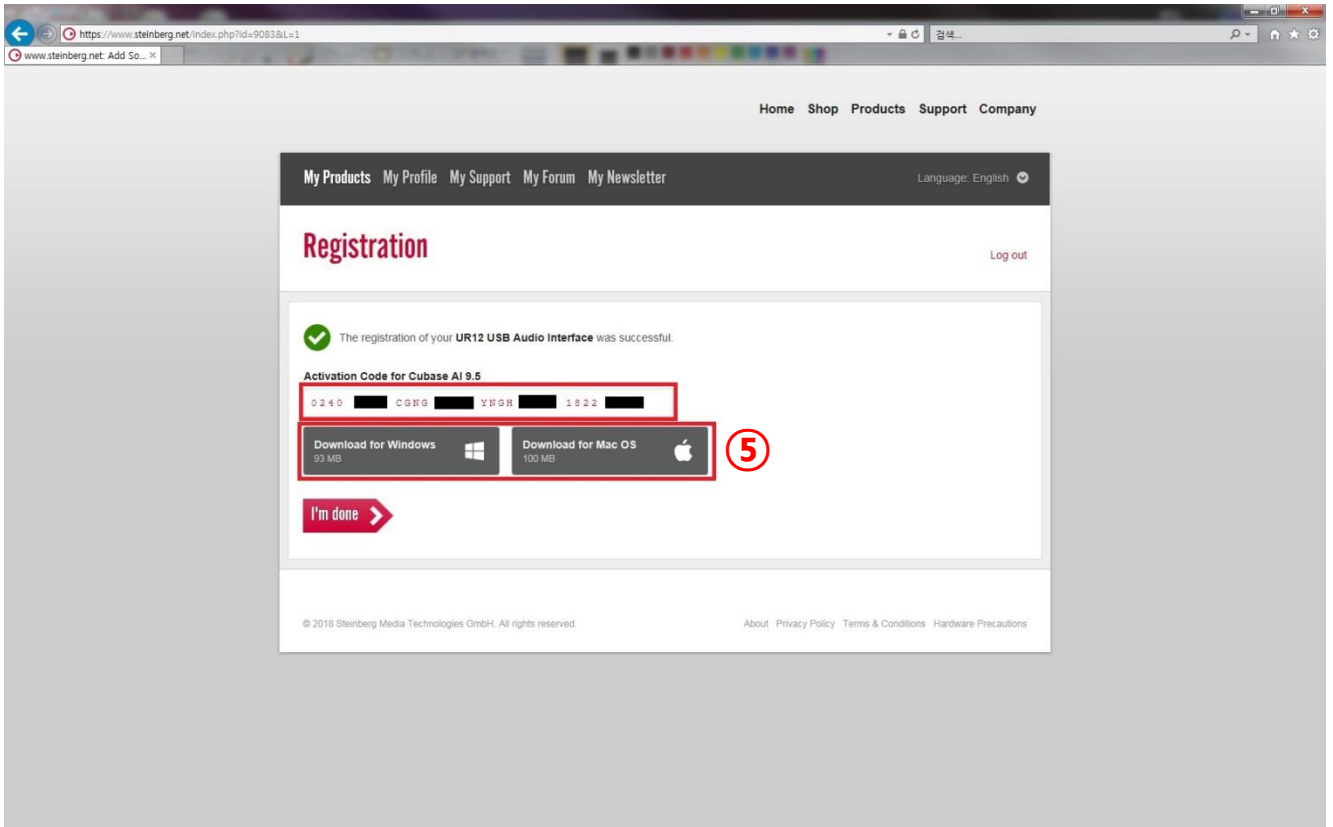 https://www.steinberg.net/index.php?id=9083&L=1
검색...
www.steinberg.net: Add So...
Home Shop Products Support Company
My Products My Profile My Support My Forum My Newsletter
Language: English
Registration
Log out
The registration of your UR12 USB Audio Interface was successful.
Activation Code for Cubase AI 9.5
0240 CGNG YNGH 1822
Download for Windows
93 MB
Download for Mac OS
100 MB
⑤
I'm done
© 2018 Steinberg Media Technologies GmbH. All rights reserved.
About Privacy Policy Terms & Conditions Hardware Precautions